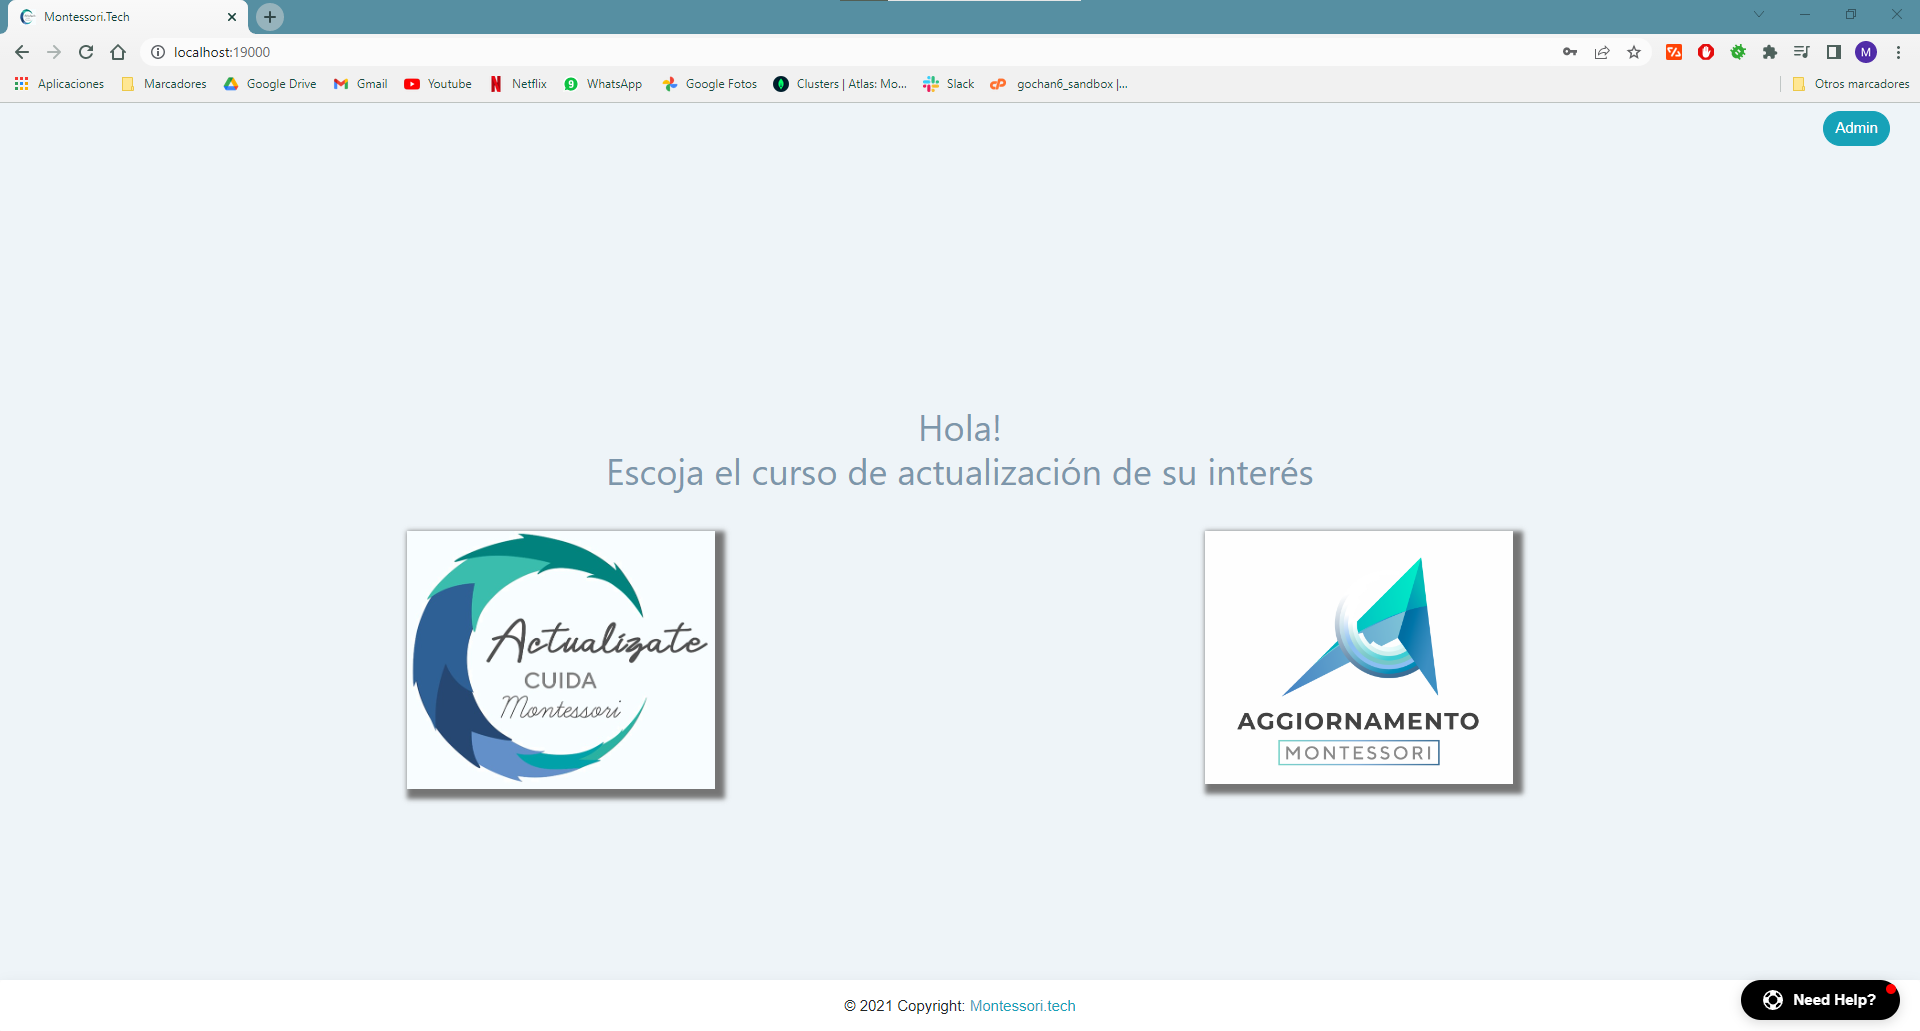 Montessori.Tech
localhost:19000
Aplicaciones
Marcadores
Google Drive
Gmail
Youtube
Netflix
WhatsApp
Google Fotos
Clusters | Atlas: Mo...
Slack
gochan6_sandbox |...
Otros marcadores
M
Admin
Hola!
Escoja el curso de actualización de su interés
Actualízate
CUIDA
Montessori
AGGIORNAMENTO
MONTESSORI
© 2021 Copyright: Montessori.tech
Need Help?